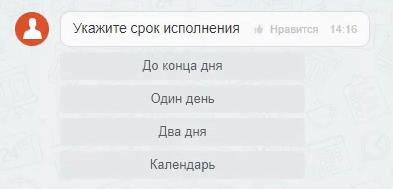 Укажите срок исполнения Нравится 14:16
До конца дня
Один день
Два дня
Календарь